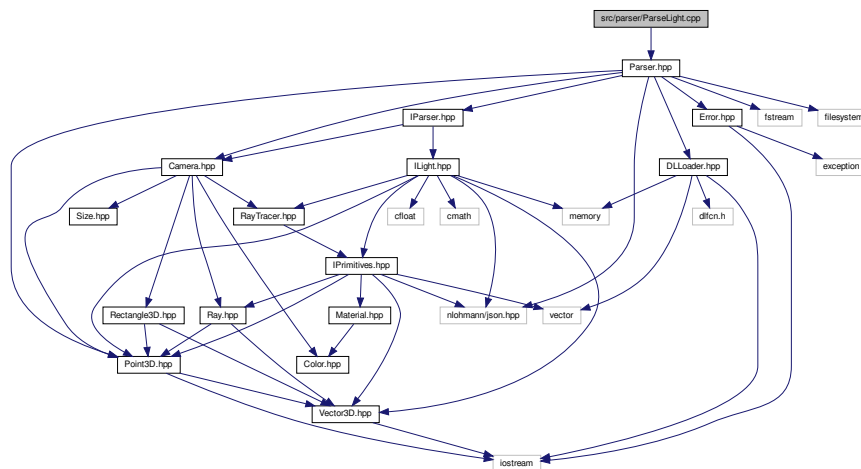 src/parser/ParseLight.cpp
Parser.hpp
IParser.hpp
Error.hpp
fstream
filesystem
Camera.hpp
ILight.hpp
DLLoader.hpp
exception
Size.hpp
RayTracer.hpp
cfloat
cmath
memory
dlfcn.h
IPrimitives.hpp
Rectangle3D.hpp
Ray.hpp
Material.hpp
nlohmann/json.hpp
vector
Point3D.hpp
Color.hpp
Vector3D.hpp
iostream